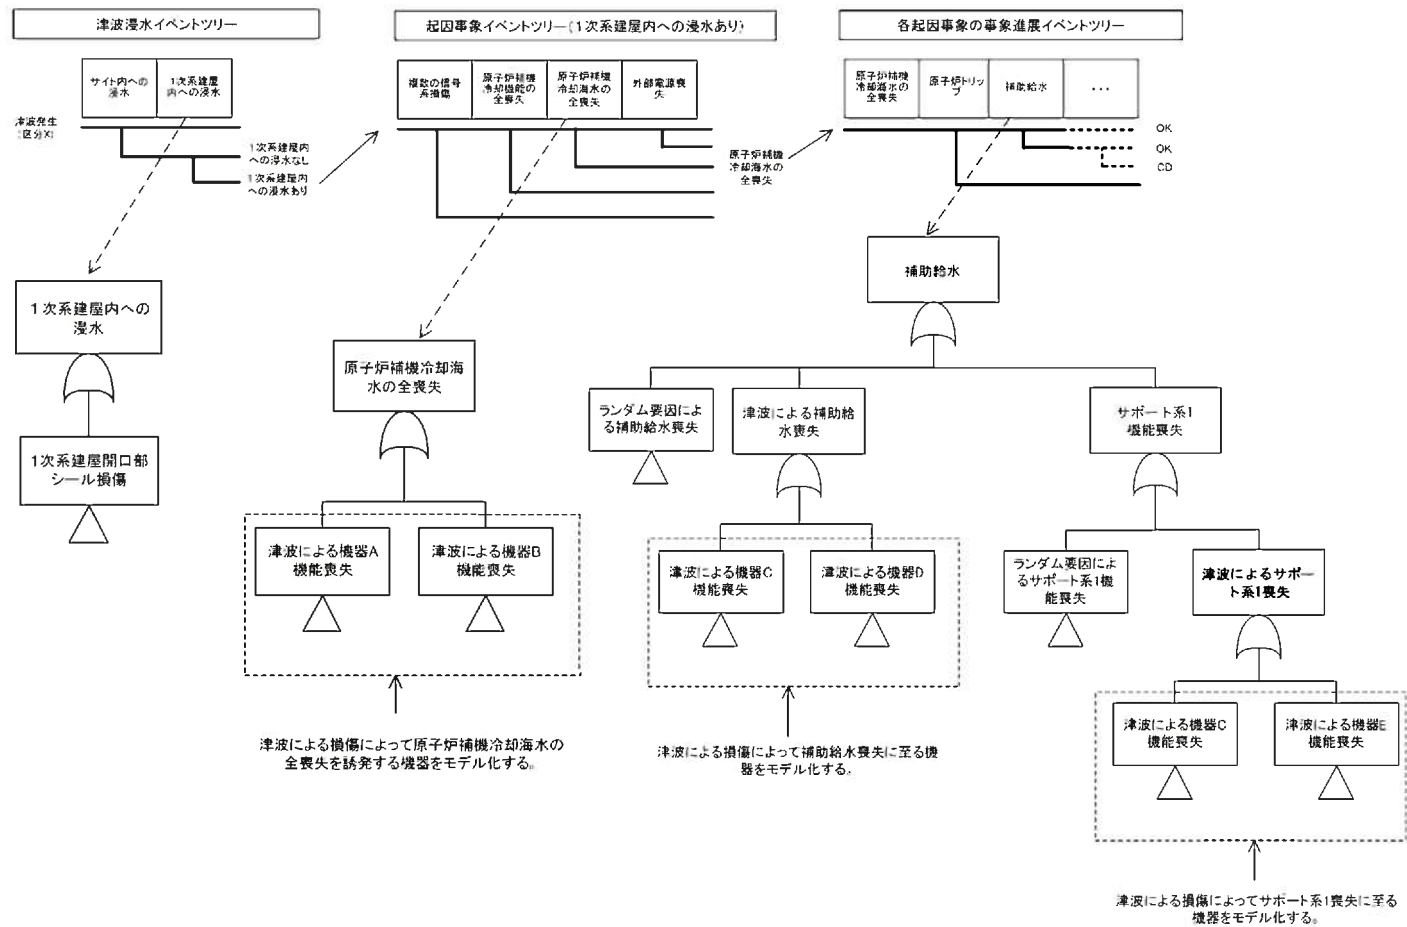 津波浸水イベントツリー
起因事象イベントツリー（１次系建屋内への浸水あり）
各起因事象の事象進展イベントツリー
サイト内への
浸水
１次系建屋
内への浸水
津波発生
（区分X）
１次系建屋内
への浸水なし
１次系建屋内
への浸水あり
複数の信号
系損傷
原子炉補機
冷却機能の
全喪失
原子炉補機
冷却海水の
全喪失
外部電源喪
失
原子炉補機
冷却海水の
全喪失
原子炉補機
冷却海水の
全喪失
原子炉トリッ
プ
補助給水
・・・
OK
OK
CD
１次系建屋内への
浸水
１次系建屋開口部
シール損傷
原子炉補機冷却海
水の全喪失
津波による機器A
機能喪失
津波による機器B
機能喪失
津波による損傷によって原子炉補機冷却海水の
全喪失を誘発する機器をモデル化する。
補助給水
ランダム要因によ
る補助給水喪失
津波による補助給
水喪失
サポート系1
機能喪失
津波による機器C
機能喪失
津波による機器D
機能喪失
津波による損傷によって補助給水喪失に至る機
器をモデル化する。
ランダム要因によ
るサポート系1機
能喪失
津波によるサポー
ト系1喪失
津波による機器C
機能喪失
津波による機器E
機能喪失
津波による損傷によってサポート系1喪失に至る
機器をモデル化する。